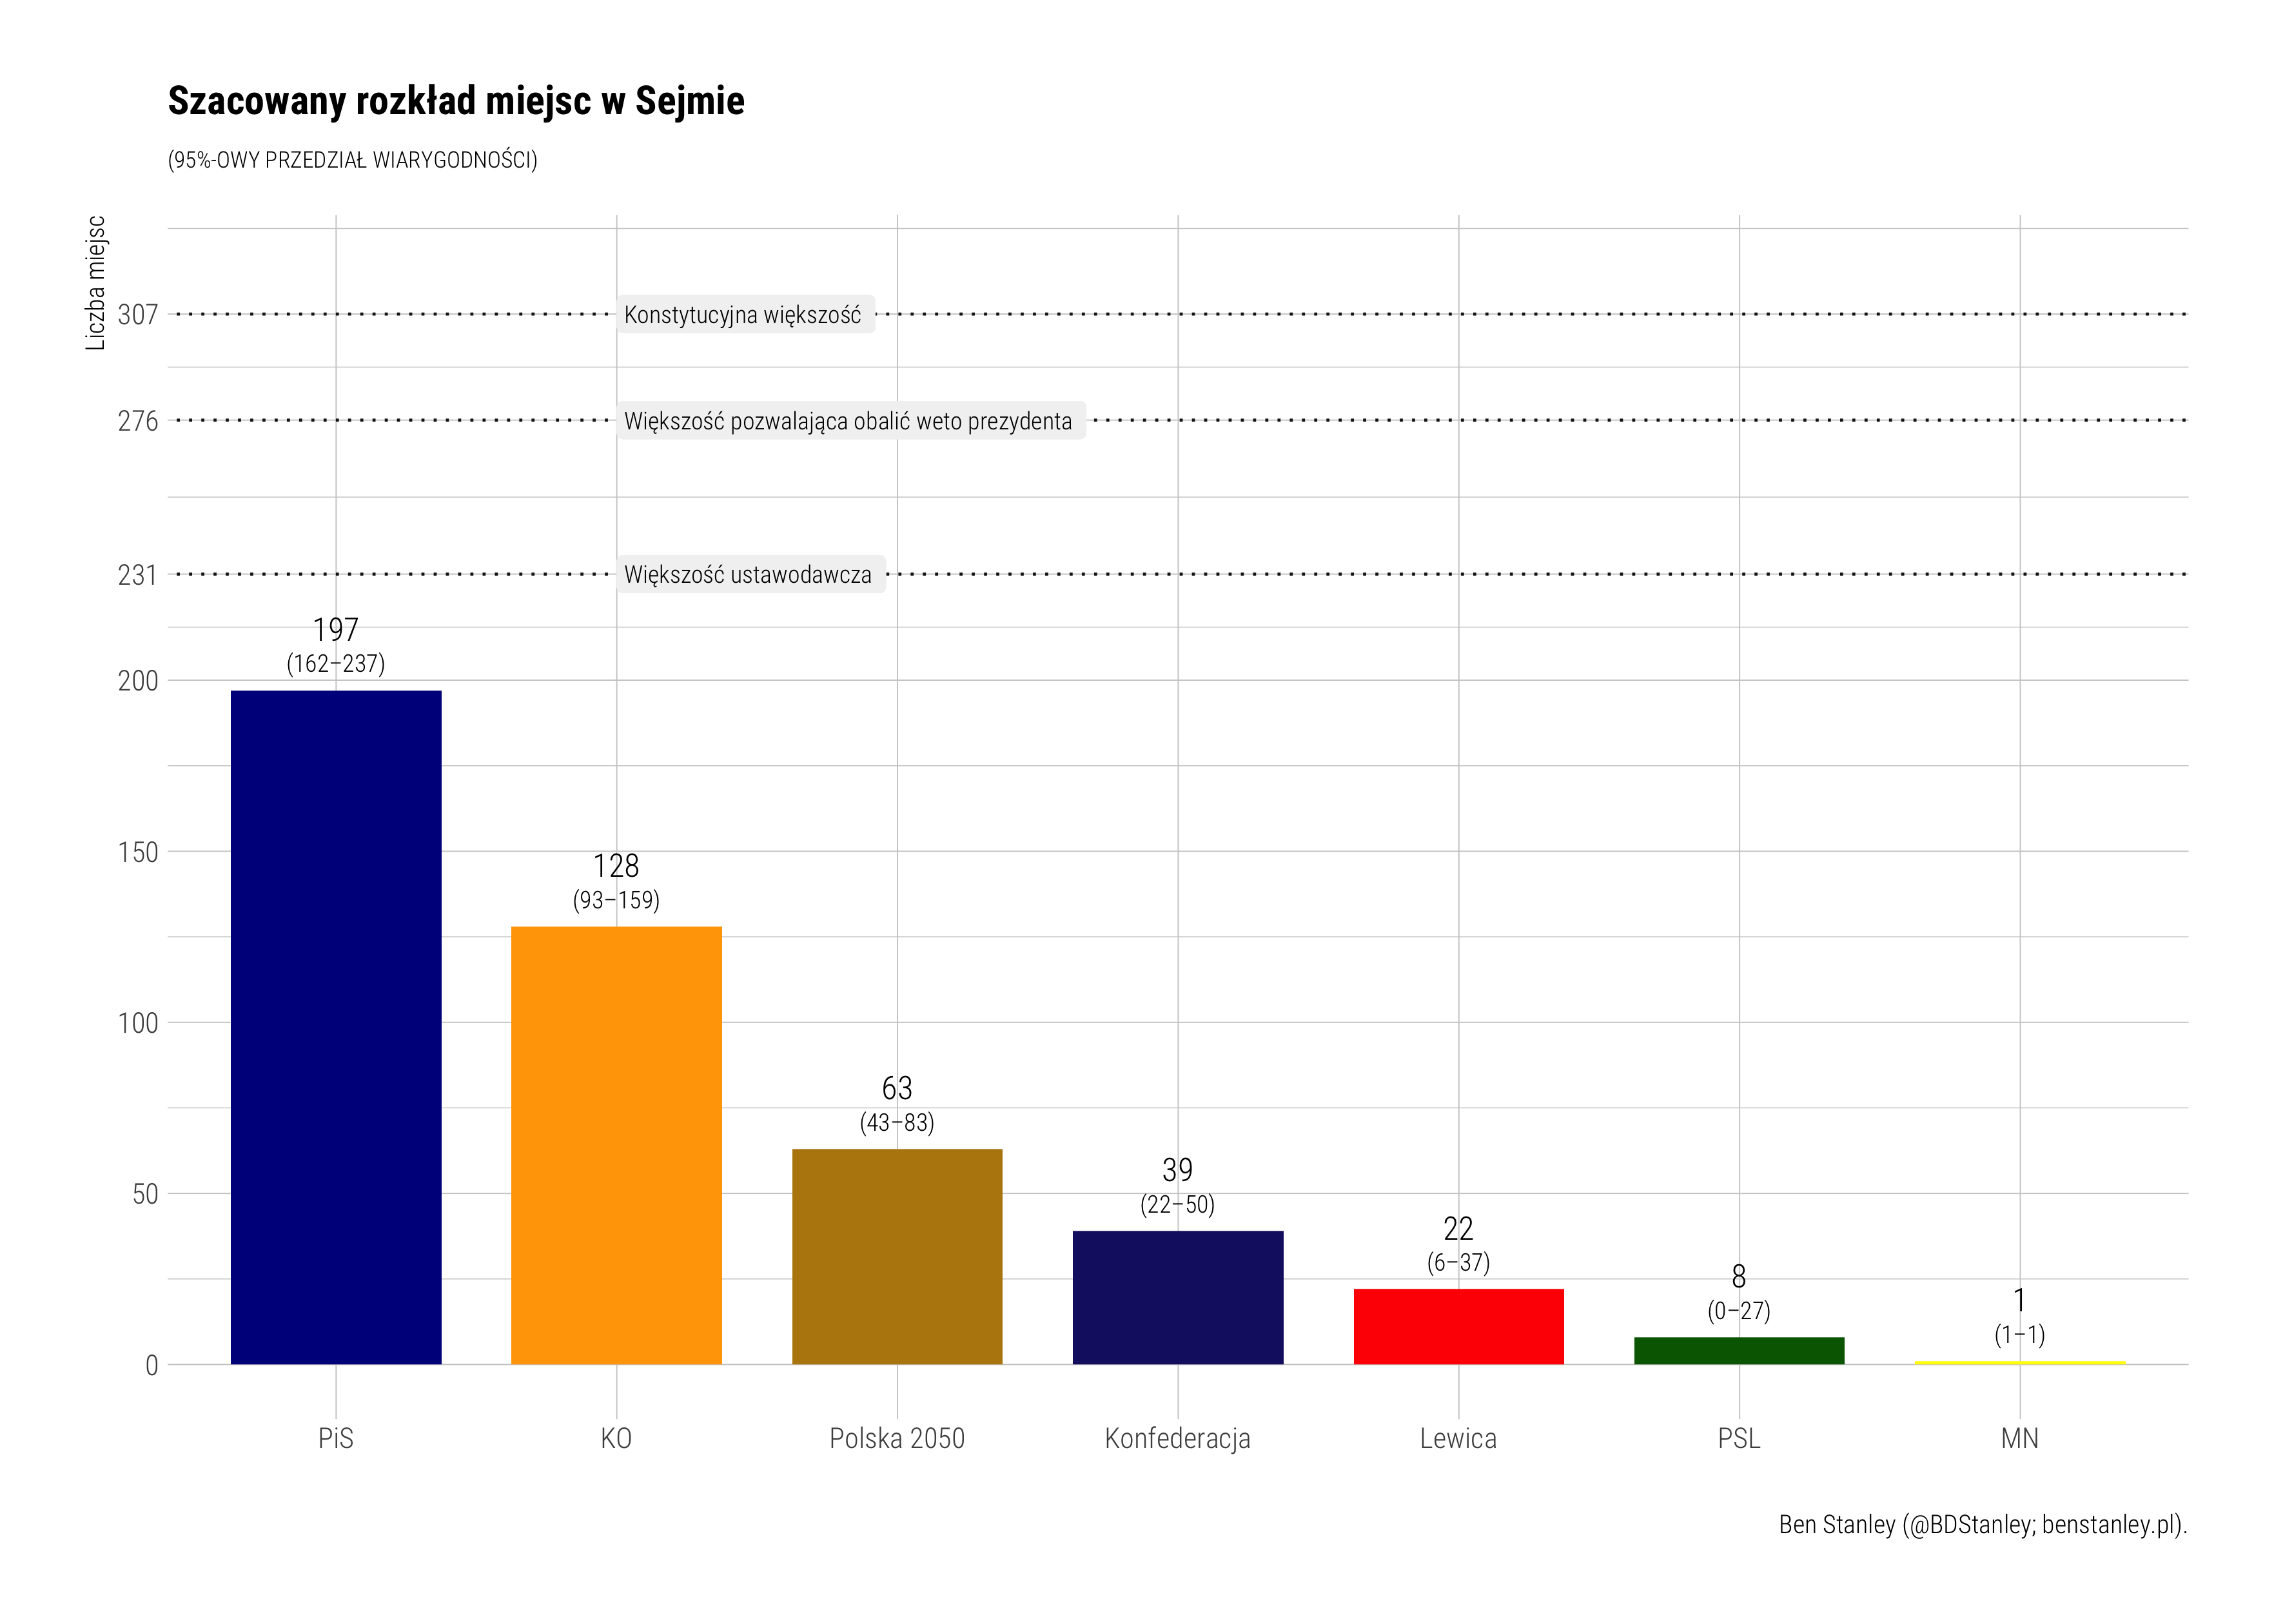 Szacowany rozkład miejsc w Sejmie
(95%-OWY PRZEDZIAŁ WIARYGODNOŚCI)
Liczba miejsc
307
Konstytucyjna większość
276
Większość pozwalająca obalić weto prezydenta
231
Większość ustawodawcza
197
(162–237)
200
150
128
(93–159)
100
63
(43–83)
50
39
(22–50)
22
(6–37)
8
(0–27)
1
(1–1)
0
PiS
KO
Polska 2050
Konfederacja
Lewica
PSL
MN
Ben Stanley (@BDStanley; benstanley.pl).